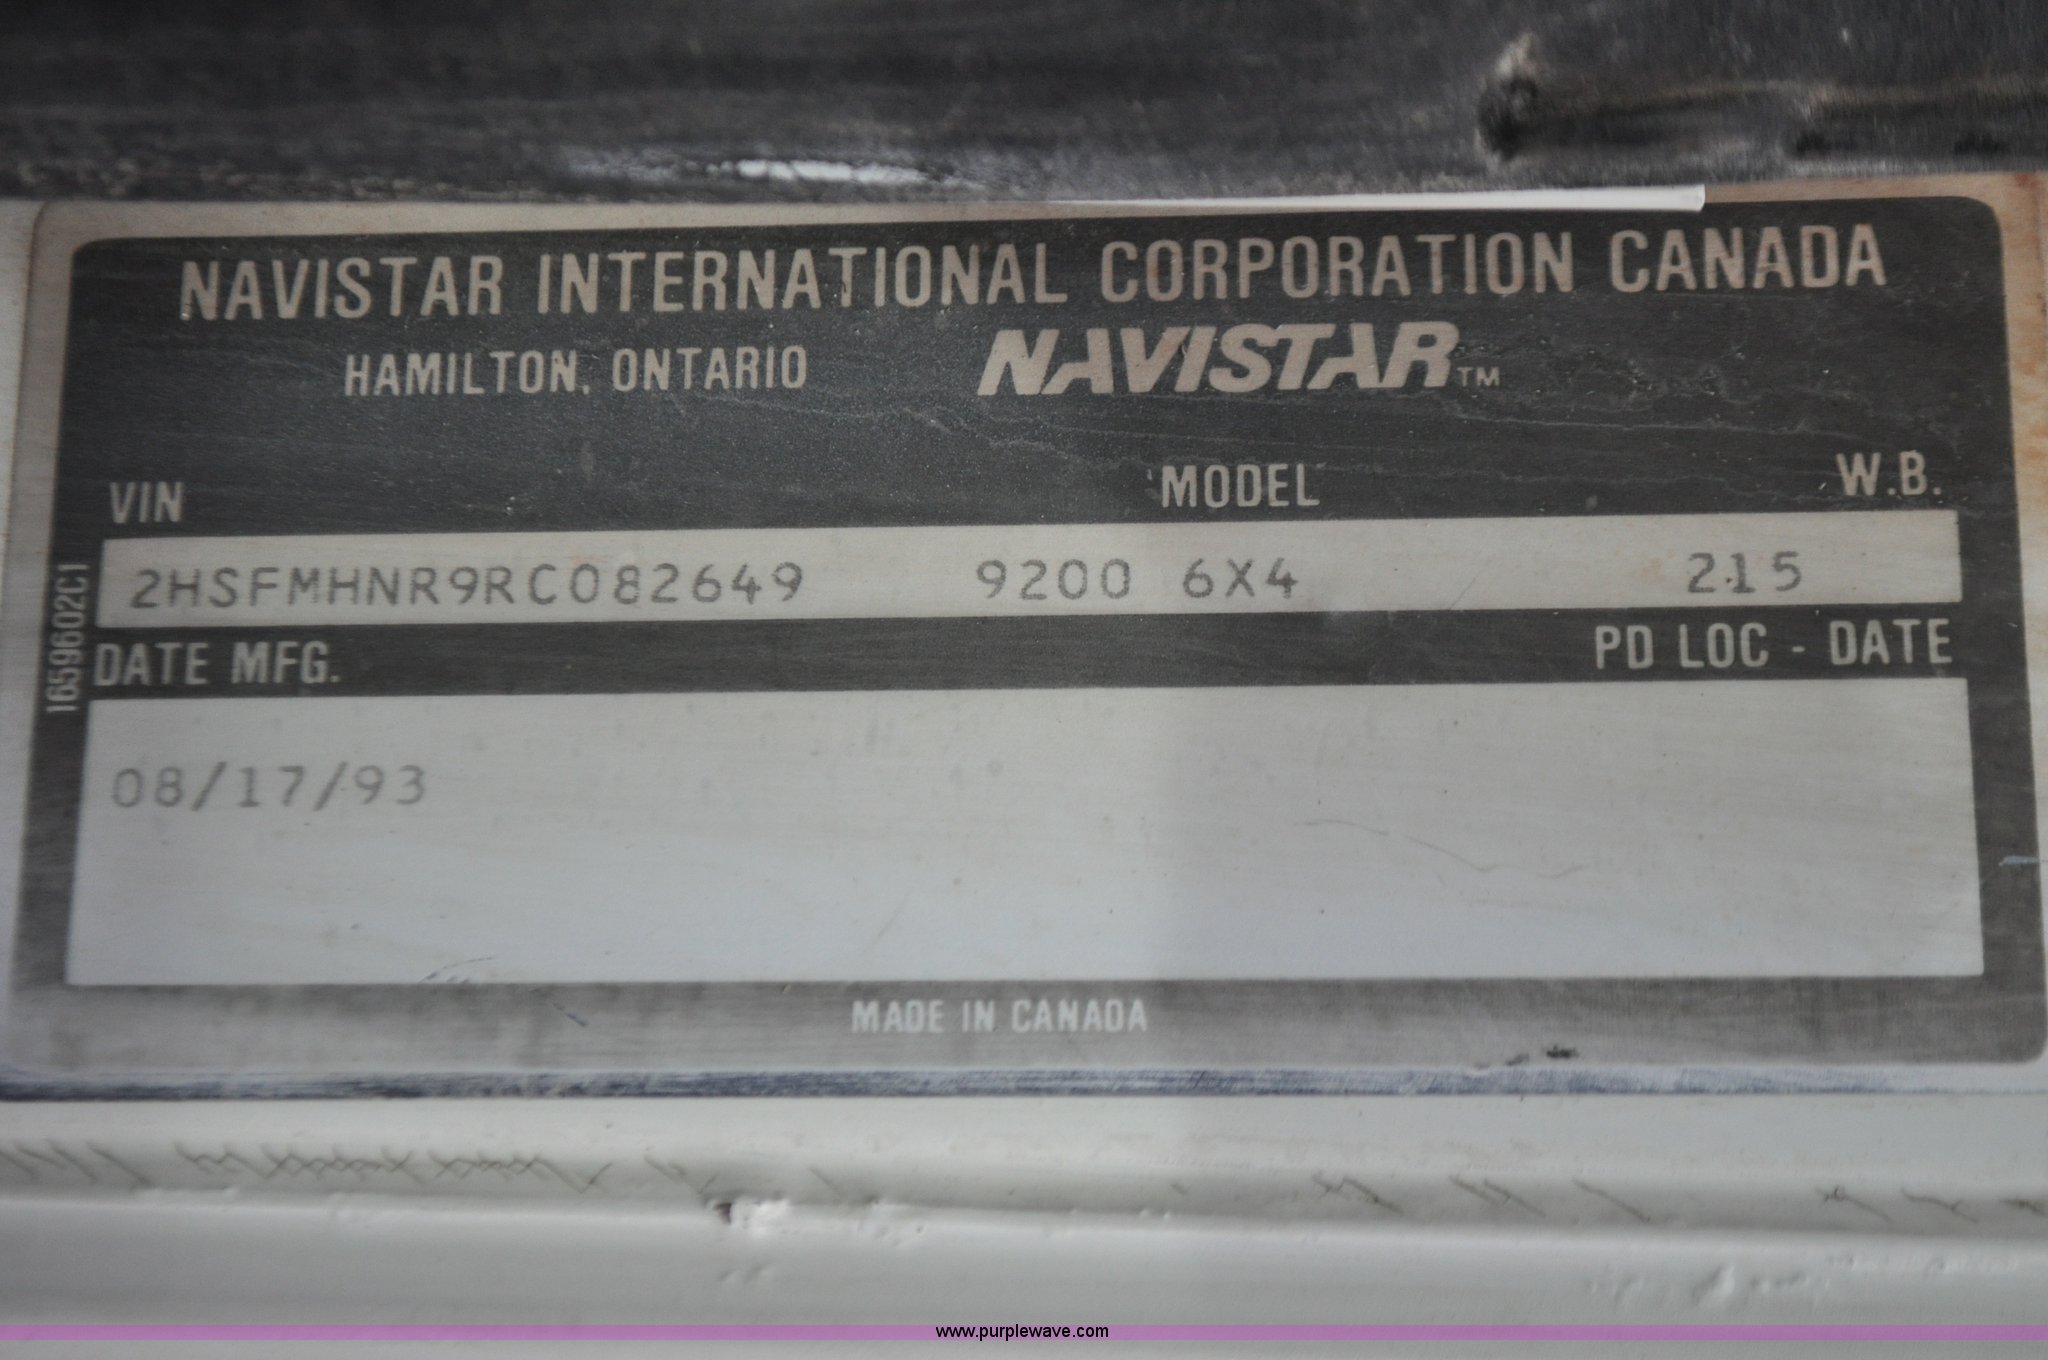 NAVISTAR INTERNATIONAL CORPORATION CANADA
HAMILTON, ONTARIO NAVISTAR™
VIN MODEL W.B.
2HSFMHNR9RC082649 9200 6X4 215
1659602C1
DATE MFG. PD LOC - DATE
08/17/93
MADE IN CANADA
www.purplewave.com